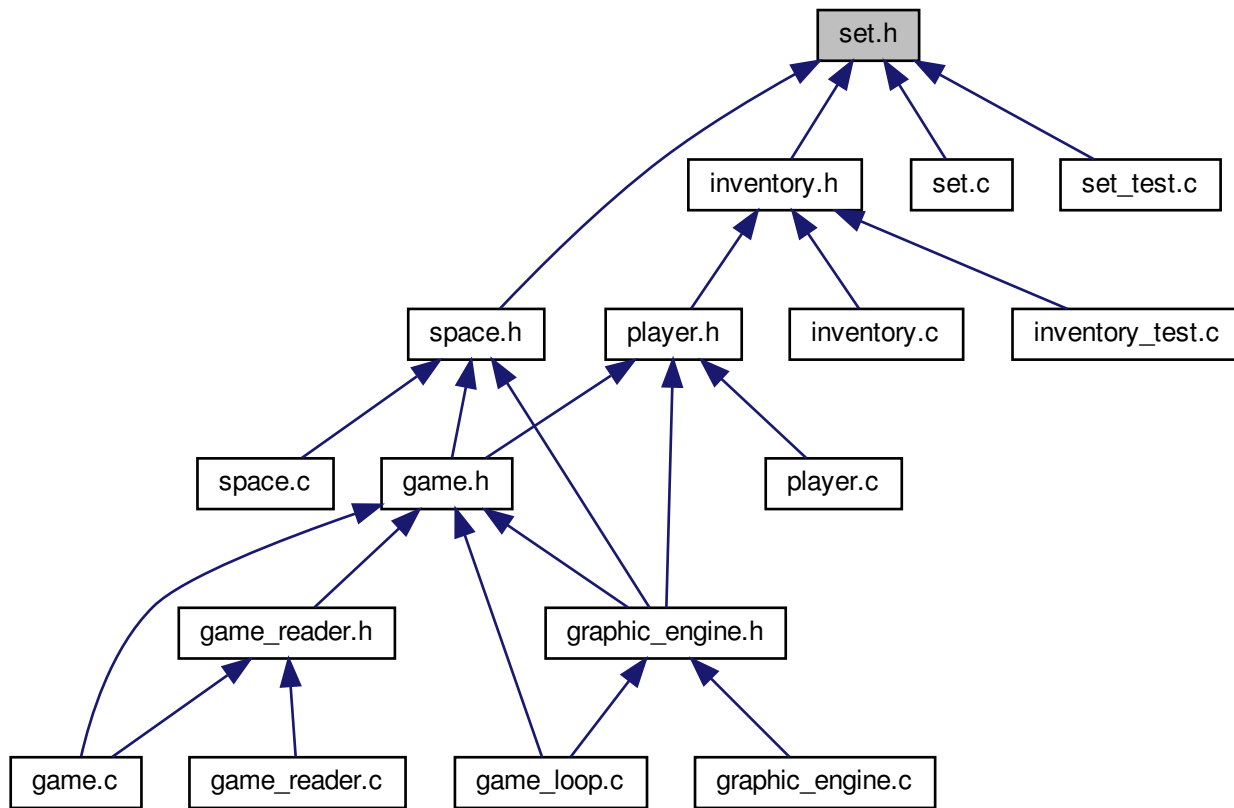 set.h
inventory.h
set.c
set_test.c
space.h
player.h
inventory.c
inventory_test.c
space.c
game.h
player.c
game_reader.h
graphic_engine.h
game.c
game_reader.c
game_loop.c
graphic_engine.c